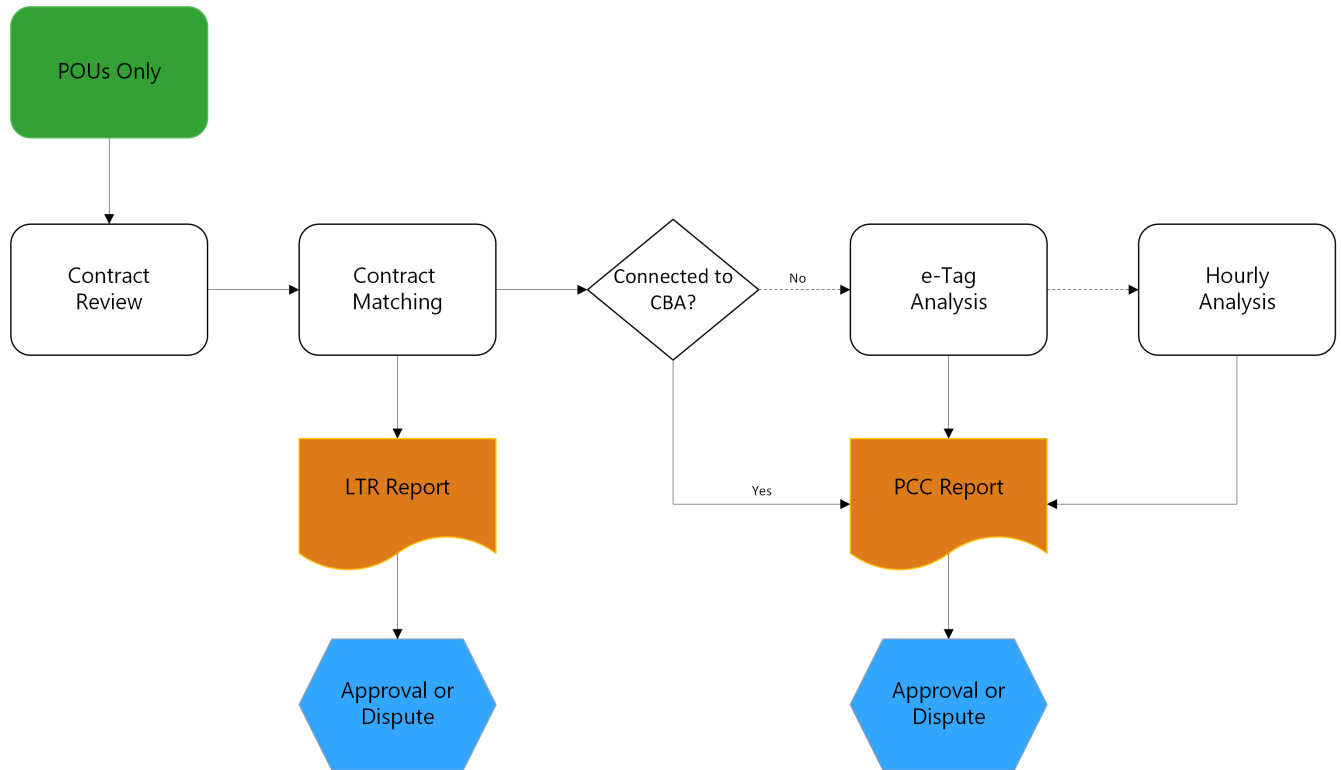 POUs Only
Contract
Review
Contract
Matching
Connected to
CBA?
No
e-Tag
Analysis
Hourly
Analysis
LTR Report
Yes
PCC Report
Approval or
Dispute
Approval or
Dispute